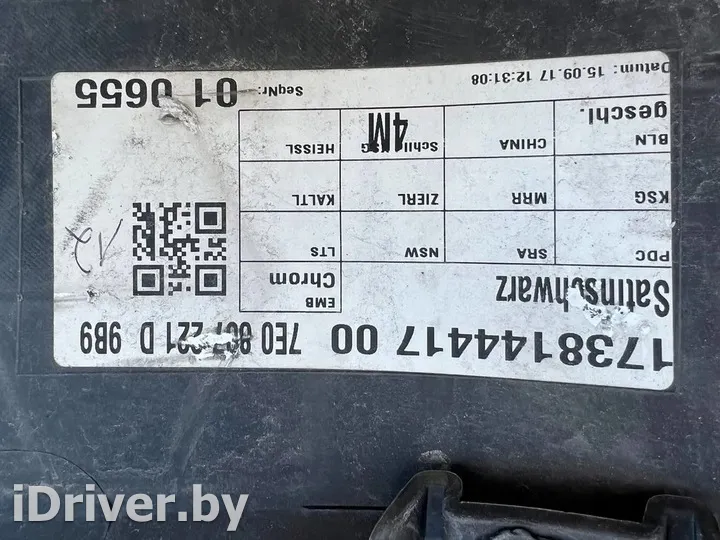 1738144417 00 7E0 807 221 D 9B9
Satinschwarz
EMB
Chrom
PDC SRA NSW LTS
KSG MRR ZIERL KALTL
BLN CHINA HEISSL
geschl. 4M
Datum: 15.09.17 12:31:08 SeqNr: 01 0655
12
iDriver.by